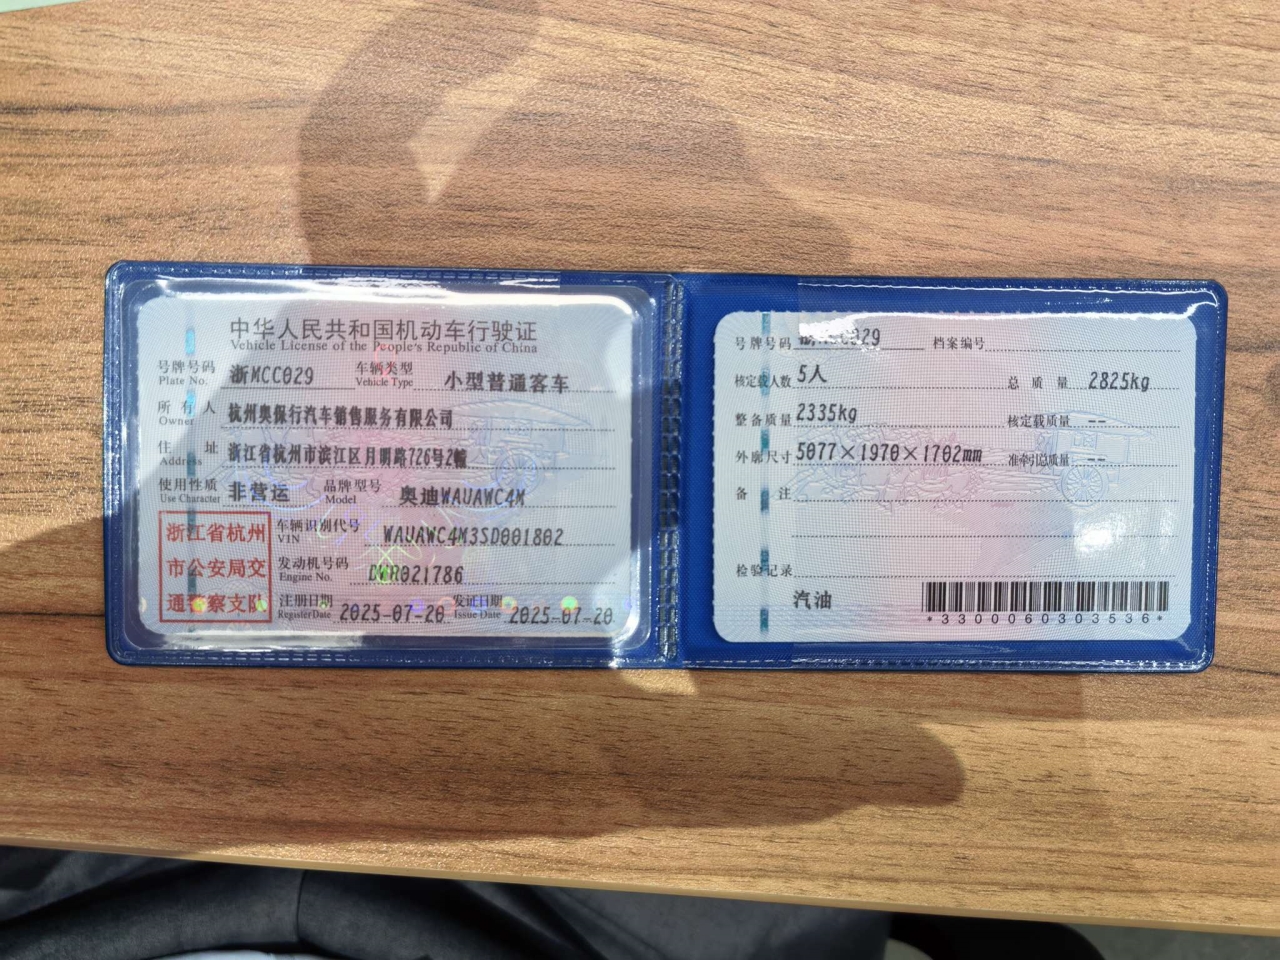 中华人民共和国机动车行驶证
Vehicle License of the People's Republic of China
号牌号码 浙MCC029 车辆类型 小型普通客车
Plate No. Vehicle Type
所有人 杭州奥保行汽车销售服务有限公司
Owner
住址 浙江省杭州市滨江区月明路726号2幢
Address
使用性质 非营运 品牌型号 奥迪WAUAWC4M
Use Character Model
浙江省杭州
市公安局交
通警察支队
车辆识别代号 WAUAWC4M3SD001802
VIN
发动机号码 021786
Engine No.
注册日期 2025-07-20 发证日期 2025-07-20
Register Date Issue Date
号牌号码 浙MCC029 档案编号
核定载人数 5人 总质量 2825kg
整备质量 2335kg 核定载质量 --
外廓尺寸 5077×1970×1702mm 准牵引总质量 --
备注
检验记录
汽油
*3300060303536*